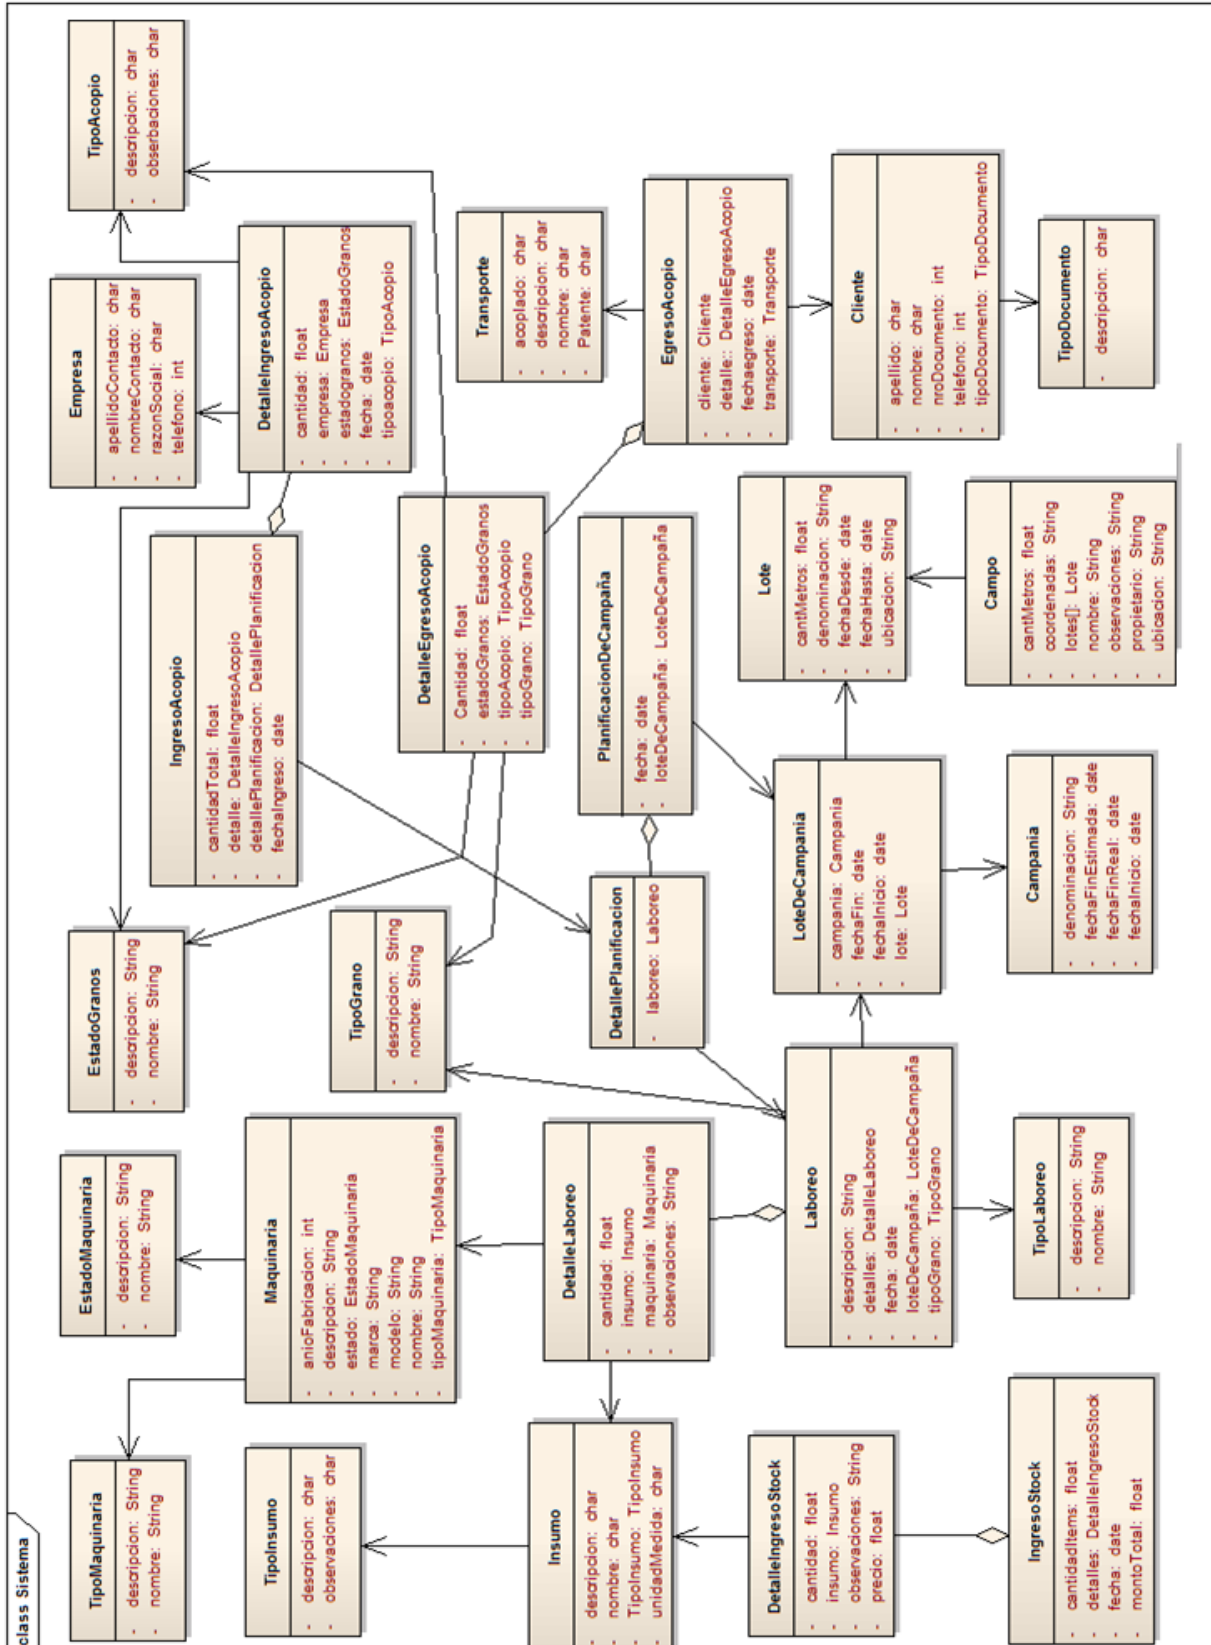 class Sistema
TipoMaquinaria
- descripcion: String
- nombre: String
EstadoMaquinaria
- descripcion: String
- nombre: String
EstadoGranos
- descripcion: String
- nombre: String
Empresa
- apellidoContacto: char
- nombreContacto: char
- razonSocial: char
- telefono: int
TipoAcopio
- descripcion: char
- obserbaciones: char
TipoInsumo
- descripcion: char
- observaciones: char
Maquinaria
- anioFabricacion: int
- descripcion: String
- estado: EstadoMaquinaria
- marca: String
- modelo: String
- nombre: String
- tipoMaquinaria: TipoMaquinaria
IngresoAcopio
- cantidadTotal: float
- detalle: DetalleIngresoAcopio
- detallePlanificacion: DetallePlanificacion
- fechaIngreso: date
DetalleIngresoAcopio
- cantidad: float
- empresa: Empresa
- estadogranos: EstadoGranos
- fecha: date
- tipoacopio: TipoAcopio
TipoGrano
- descripcion: String
- nombre: String
DetalleEgresoAcopio
- Cantidad: float
- estadoGranos: EstadoGranos
- tipoAcopio: TipoAcopio
- tipoGrano: TipoGrano
Transporte
- acoplado: char
- descripcion: char
- nombre: char
- Patente: char
Insumo
- descripcion: char
- nombre: char
- TipoInsumo: TipoInsumo
- unidadMedida: char
DetalleLaboreo
- cantidad: float
- insumo: Insumo
- maquinaria: Maquinaria
- observaciones: String
DetallePlanificacion
- laboreo: Laboreo
PlanificacionDeCampaña
- fecha: date
- loteDeCampaña: LoteDeCampaña
EgresoAcopio
- cliente: Cliente
- detalle:: DetalleEgresoAcopio
- fechaegreso: date
- transporte: Transporte
DetalleIngresoStock
- cantidad: float
- insumo: Insumo
- observaciones: String
- precio: float
Laboreo
- descripcion: String
- detalles: DetalleLaboreo
- fecha: date
- loteDeCampaña: LoteDeCampaña
- tipoGrano: TipoGrano
LoteDeCampania
- campania: Campania
- fechaFin: date
- fechaInicio: date
- lote: Lote
Lote
- cantMetros: float
- denominacion: String
- fechaDesde: date
- fechaHasta: date
- ubicacion: String
Cliente
- apellido: char
- nombre: char
- nroDocumento: int
- telefono: int
- tipoDocumento: TipoDocumento
IngresoStock
- cantidadItems: float
- detalles: DetalleIngresoStock
- fecha: date
- montoTotal: float
TipoLaboreo
- descripcion: String
- nombre: String
Campania
- denominacion: String
- fechaFinEstimada: date
- fechaFinReal: date
- fechaInicio: date
Campo
- cantMetros: float
- coordenadas: String
- lotes[]: Lote
- nombre: String
- observaciones: String
- propietario: String
- ubicacion: String
TipoDocumento
- descripcion: char